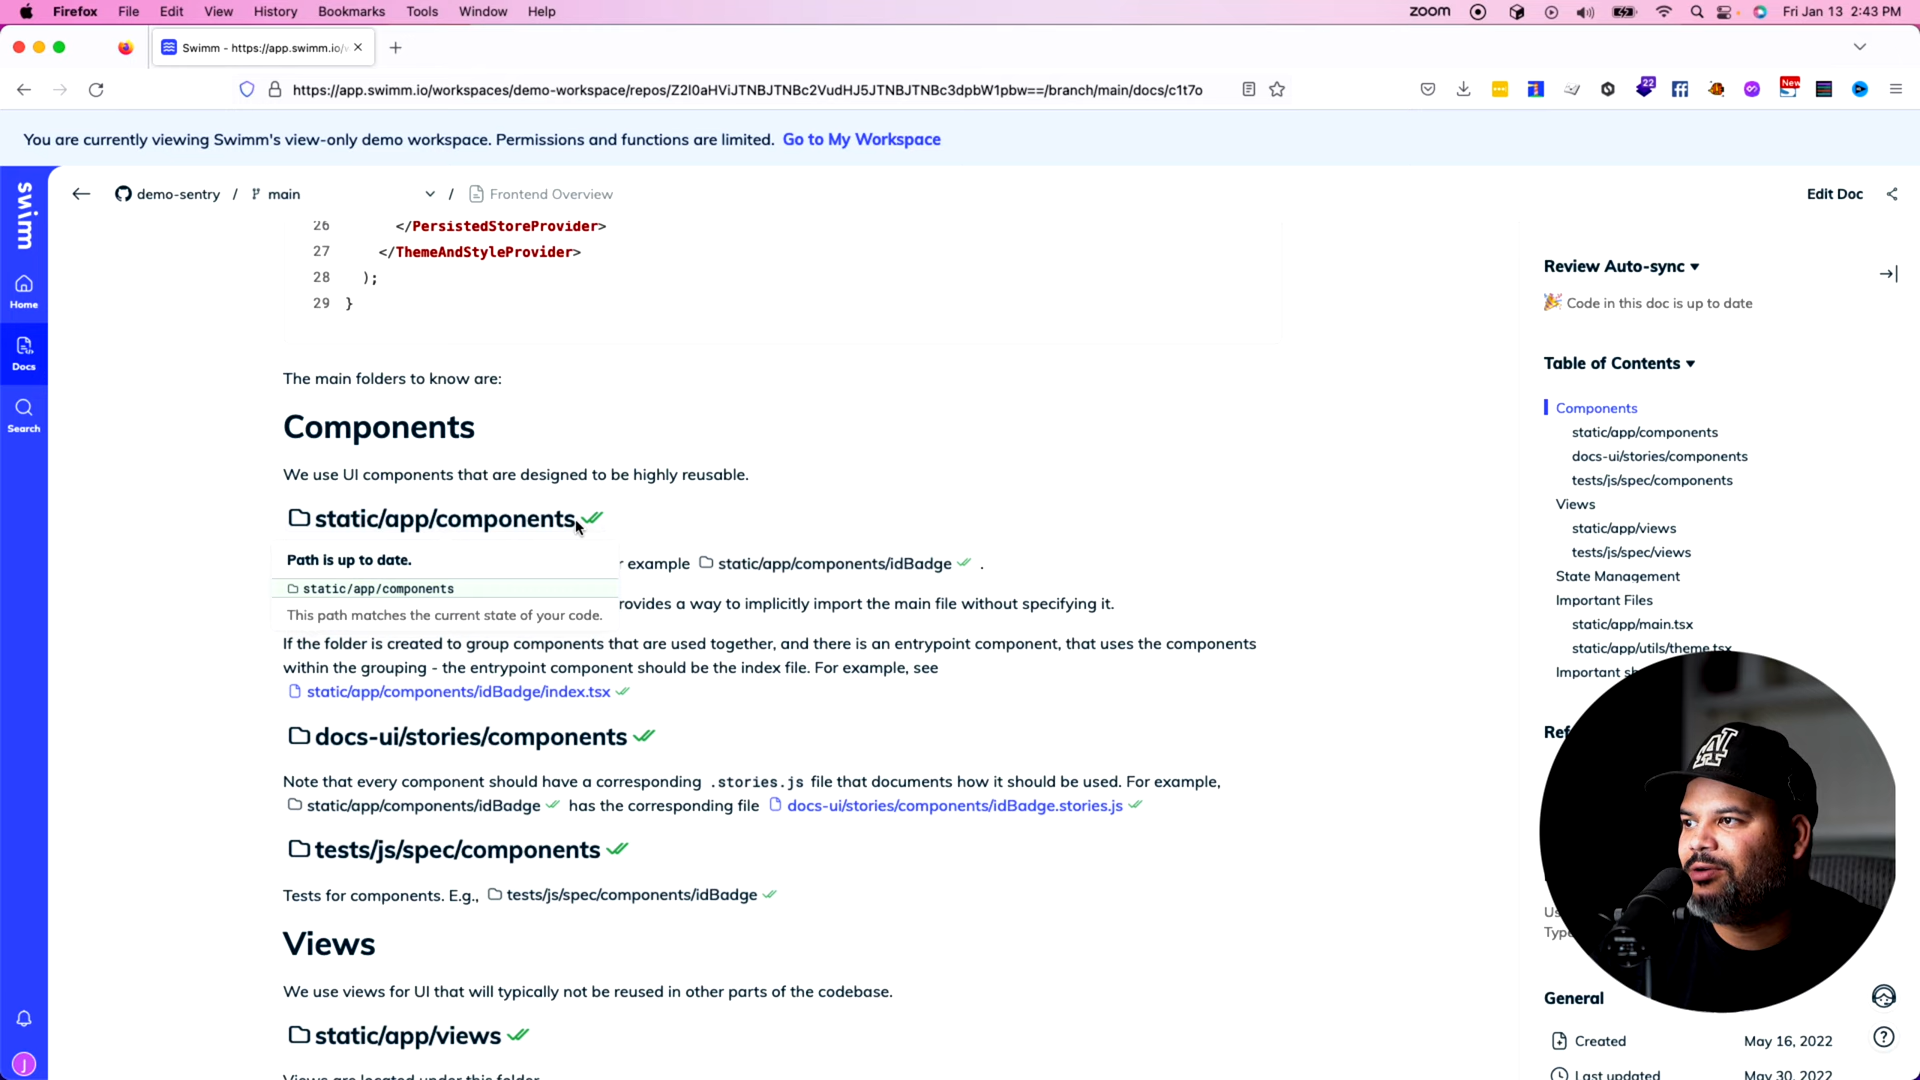 Firefox File Edit View History Bookmarks Tools Window Help
zoom Fri Jan 13 2:43 PM
Swimm - https://app.swimm.io/
https://app.swimm.io/workspaces/demo-workspace/repos/Z2l0aHViJTNBJTNBc2VudHJ5JTNBJTNBc3dpbW1pbw==/branch/main/docs/c1t7o
22
New
You are currently viewing Swimm's view-only demo workspace. Permissions and functions are limited. Go to My Workspace
swimm
Home
Docs
Search
J
demo-sentry / main / Frontend Overview
Edit Doc
26 </PersistedStoreProvider>
27 </ThemeAndStyleProvider>
28 );
29 }
The main folders to know are:
Components
We use UI components that are designed to be highly reusable.
static/app/components
Path is up to date.
static/app/components
This path matches the current state of your code.
example static/app/components/idBadge .
rovides a way to implicitly import the main file without specifying it.
If the folder is created to group components that are used together, and there is an entrypoint component, that uses the components
within the grouping - the entrypoint component should be the index file. For example, see
static/app/components/idBadge/index.tsx
docs-ui/stories/components
Note that every component should have a corresponding .stories.js file that documents how it should be used. For example,
static/app/components/idBadge has the corresponding file docs-ui/stories/components/idBadge.stories.js
tests/js/spec/components
Tests for components. E.g., tests/js/spec/components/idBadge
Views
We use views for UI that will typically not be reused in other parts of the codebase.
static/app/views
Views are located under this folder
Review Auto-sync
Code in this doc is up to date
Table of Contents
Components
static/app/components
docs-ui/stories/components
tests/js/spec/components
Views
static/app/views
tests/js/spec/views
State Management
Important Files
static/app/main.tsx
static/app/utils/theme.tsx
Important
General
Created May 16, 2022
Last updated May 30, 2022